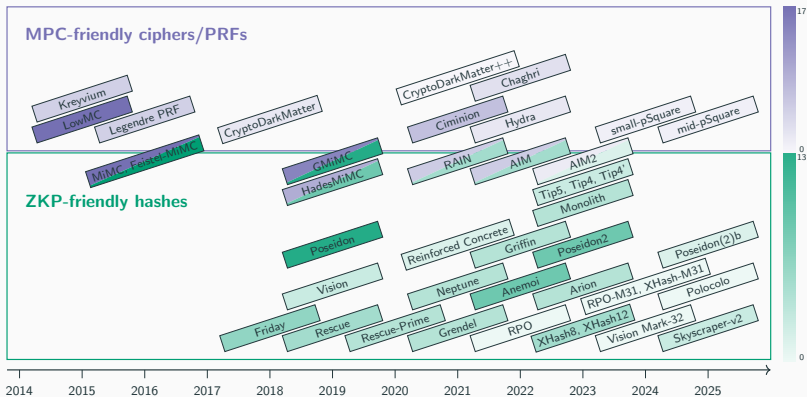 MPC-friendly ciphers/PRFs
17
CryptoDarkMatter++
Chaghri
Kreyvium
LowMC
Legendre PRF
CryptoDarkMatter
Ciminion
Hydra
small-pSquare
mid-pSquare
0
MiMC, Feistel-MiMC
GMiMC
HadesMiMC
RAIN
AIM
AIM2
13
ZKP-friendly hashes
Tip5, Tip4, Tip4'
Monolith
Poseidon
Reinforced Concrete
Griffin
Poseidon2
Poseidon(2)b
Vision
Neptune
Anemoi
Arion
RPO-M31, XHash-M31
Polocolo
Friday
Rescue
Rescue-Prime
Grendel
RPO
XHash8, XHash12
Vision Mark-32
Skyscraper-v2
0
2014 2015 2016 2017 2018 2019 2020 2021 2022 2023 2024 2025